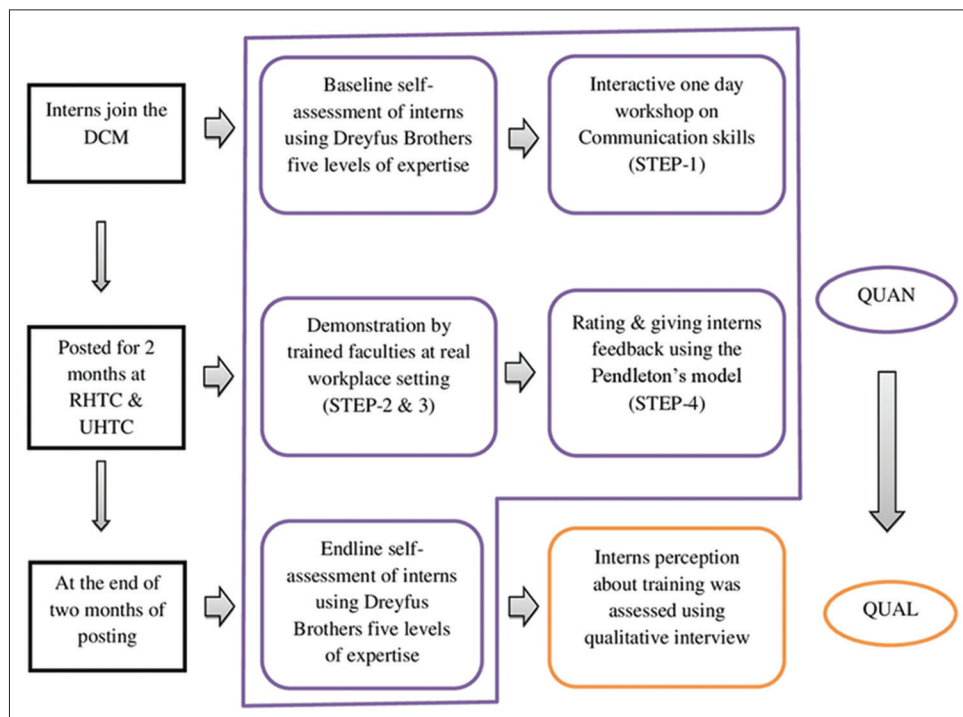 Interns join the
DCM
Baseline self-
assessment of interns
using Dreyfus Brothers
five levels of expertise
Interactive one day
workshop on
Communication skills
(STEP-1)
QUAN
Posted for 2
months at
RHTC &
UHTC
Demonstration by
trained faculties at real
workplace setting
(STEP-2 & 3)
Rating & giving interns
feedback using the
Pendleton's model
(STEP-4)
At the end of
two months of
posting
Endline self-
assessment of interns
using Dreyfus
Brothers five levels
of expertise
Interns perception
about training was
assessed using
qualitative interview
QUAL